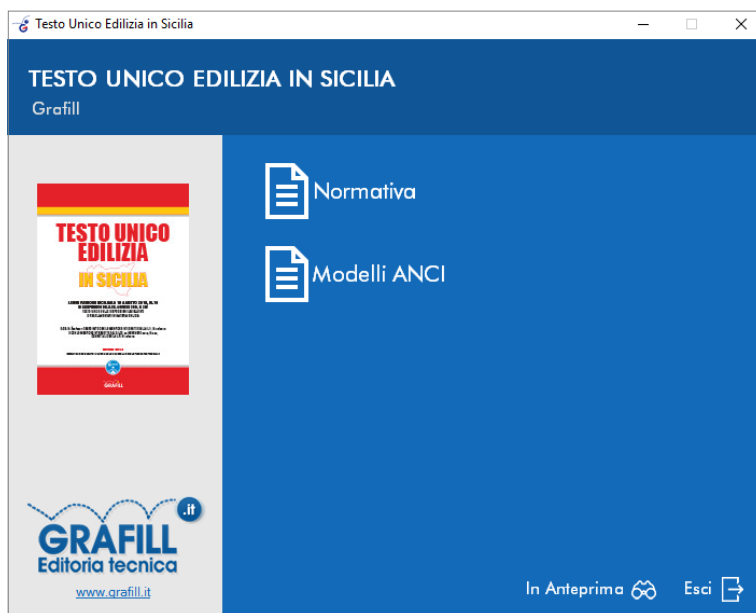 Testo Unico Edilizia in Sicilia
TESTO UNICO EDILIZIA IN SICILIA
Grafill
Normativa
Modelli ANCI
TESTO UNICO
EDILIZIA
IN SICILIA
GRAFILL
.it
GRAFILL
Editoria tecnica
www.grafill.it
In Anteprima
Esci